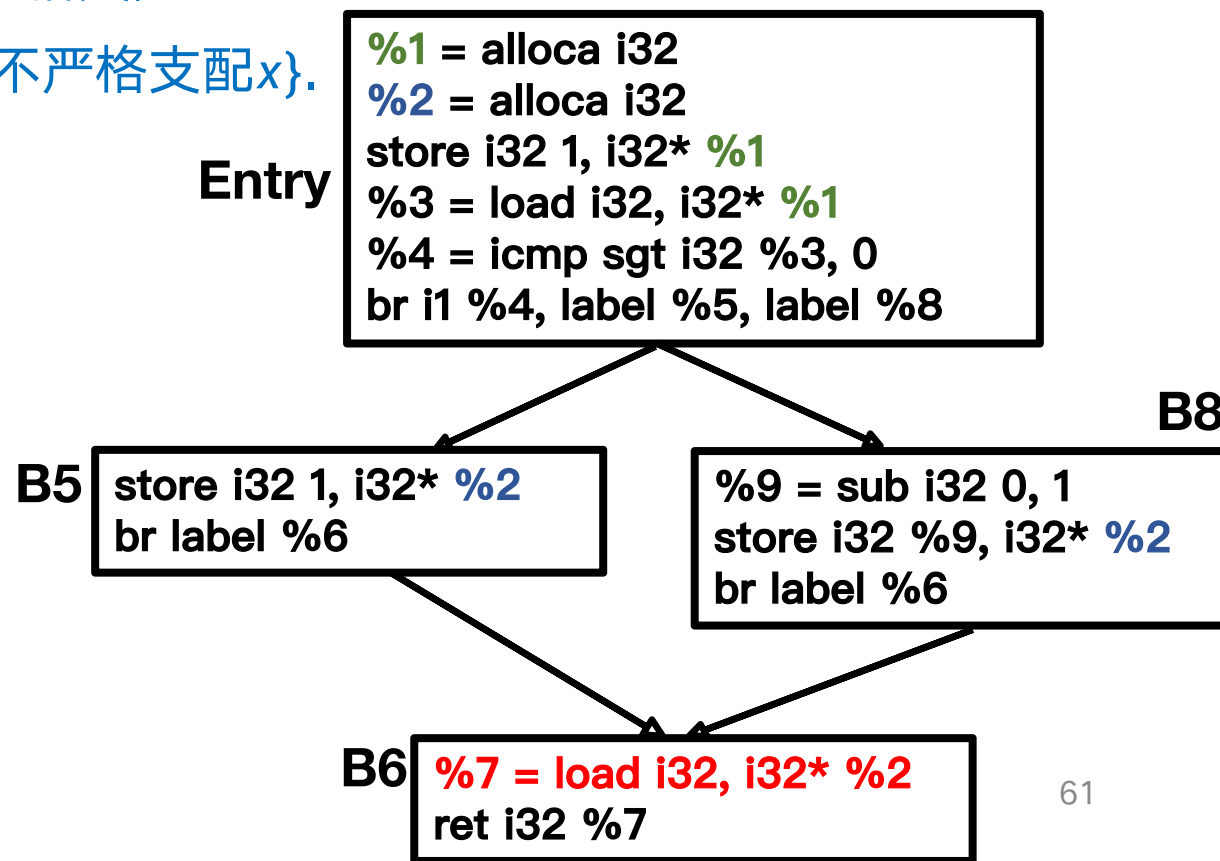 不严格支配x}.
%1 = alloca i32
%2 = alloca i32
store i32 1, i32* %1
%3 = load i32, i32* %1
%4 = icmp sgt i32 %3, 0
br i1 %4, label %5, label %8
Entry
B5
store i32 1, i32* %2
br label %6
B8
%9 = sub i32 0, 1
store i32 %9, i32* %2
br label %6
B6
%7 = load i32, i32* %2
ret i32 %7
61